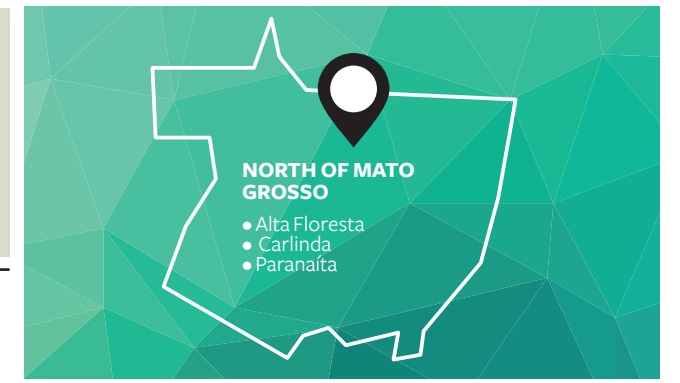 NORTH OF MATO
GROSSO
● Alta Floresta
● Carlinda
● Paranaíta